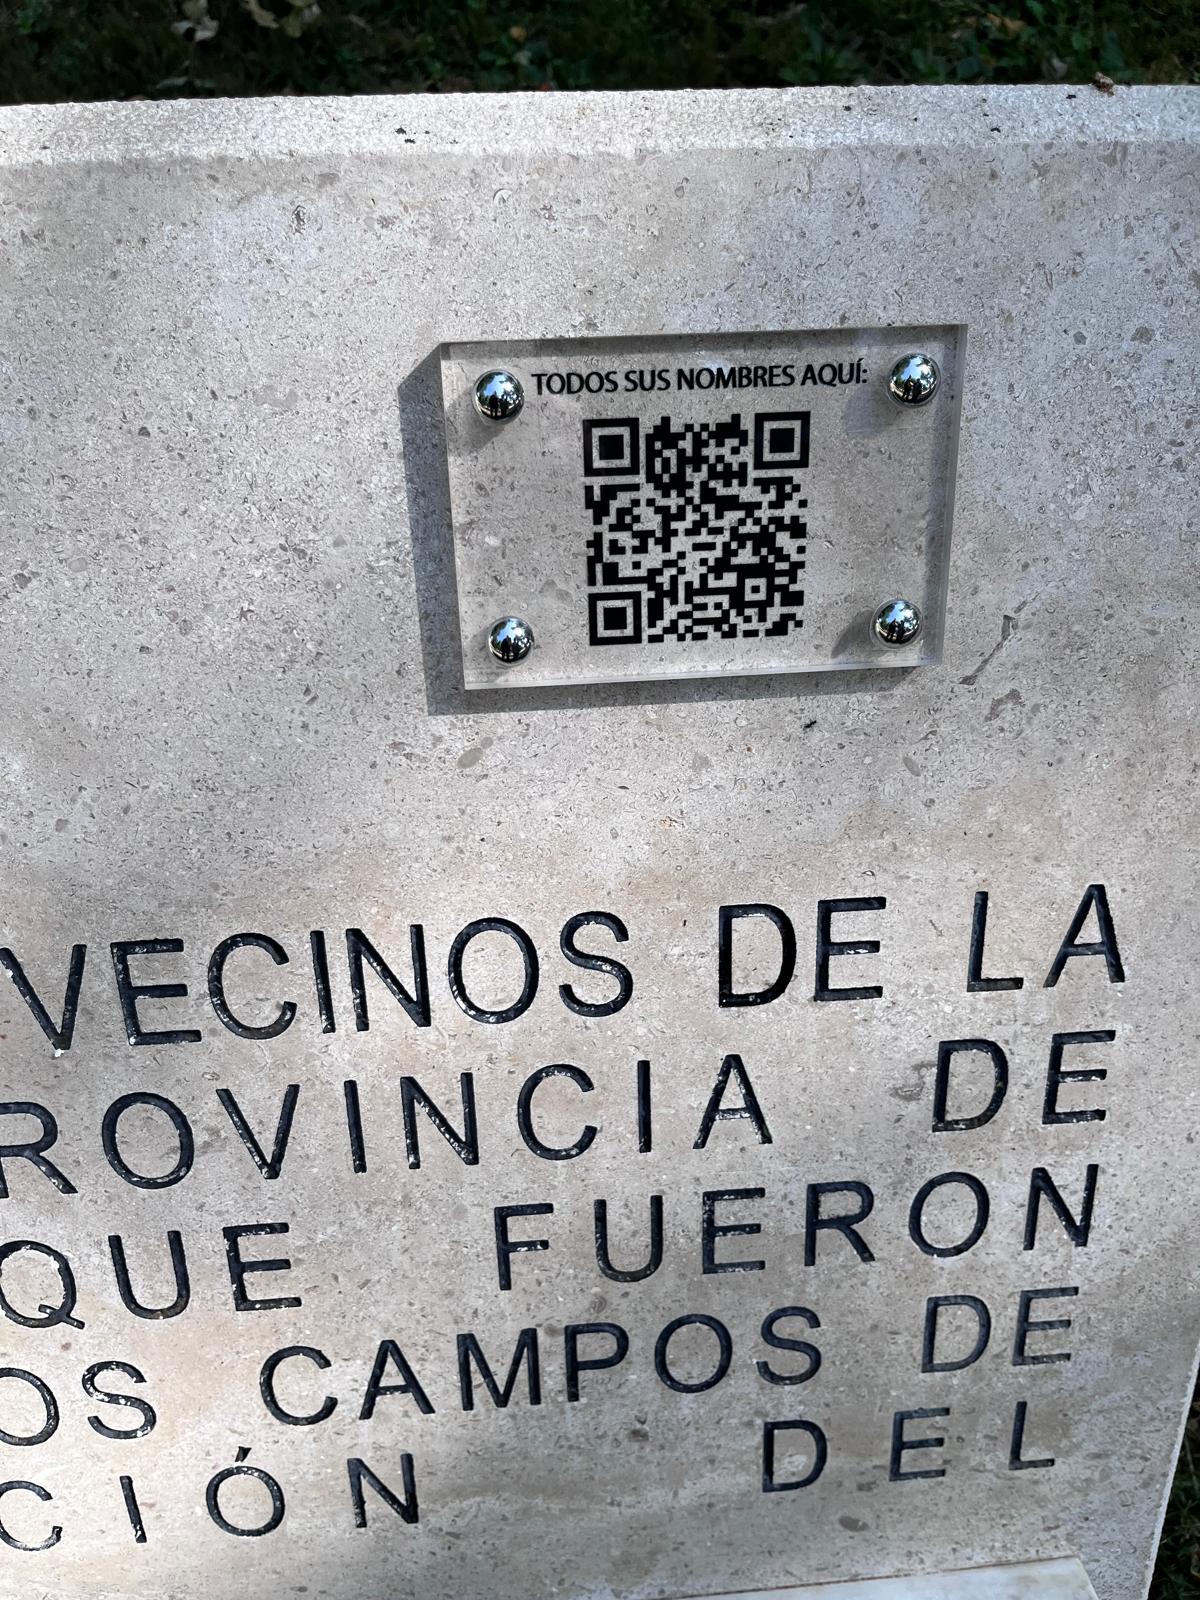 TODOS SUS NOMBRES AQUÍ:
VECINOS DE LA
ROVINCIA DE
QUE FUERON
OS CAMPOS DE
CIÓN DEL